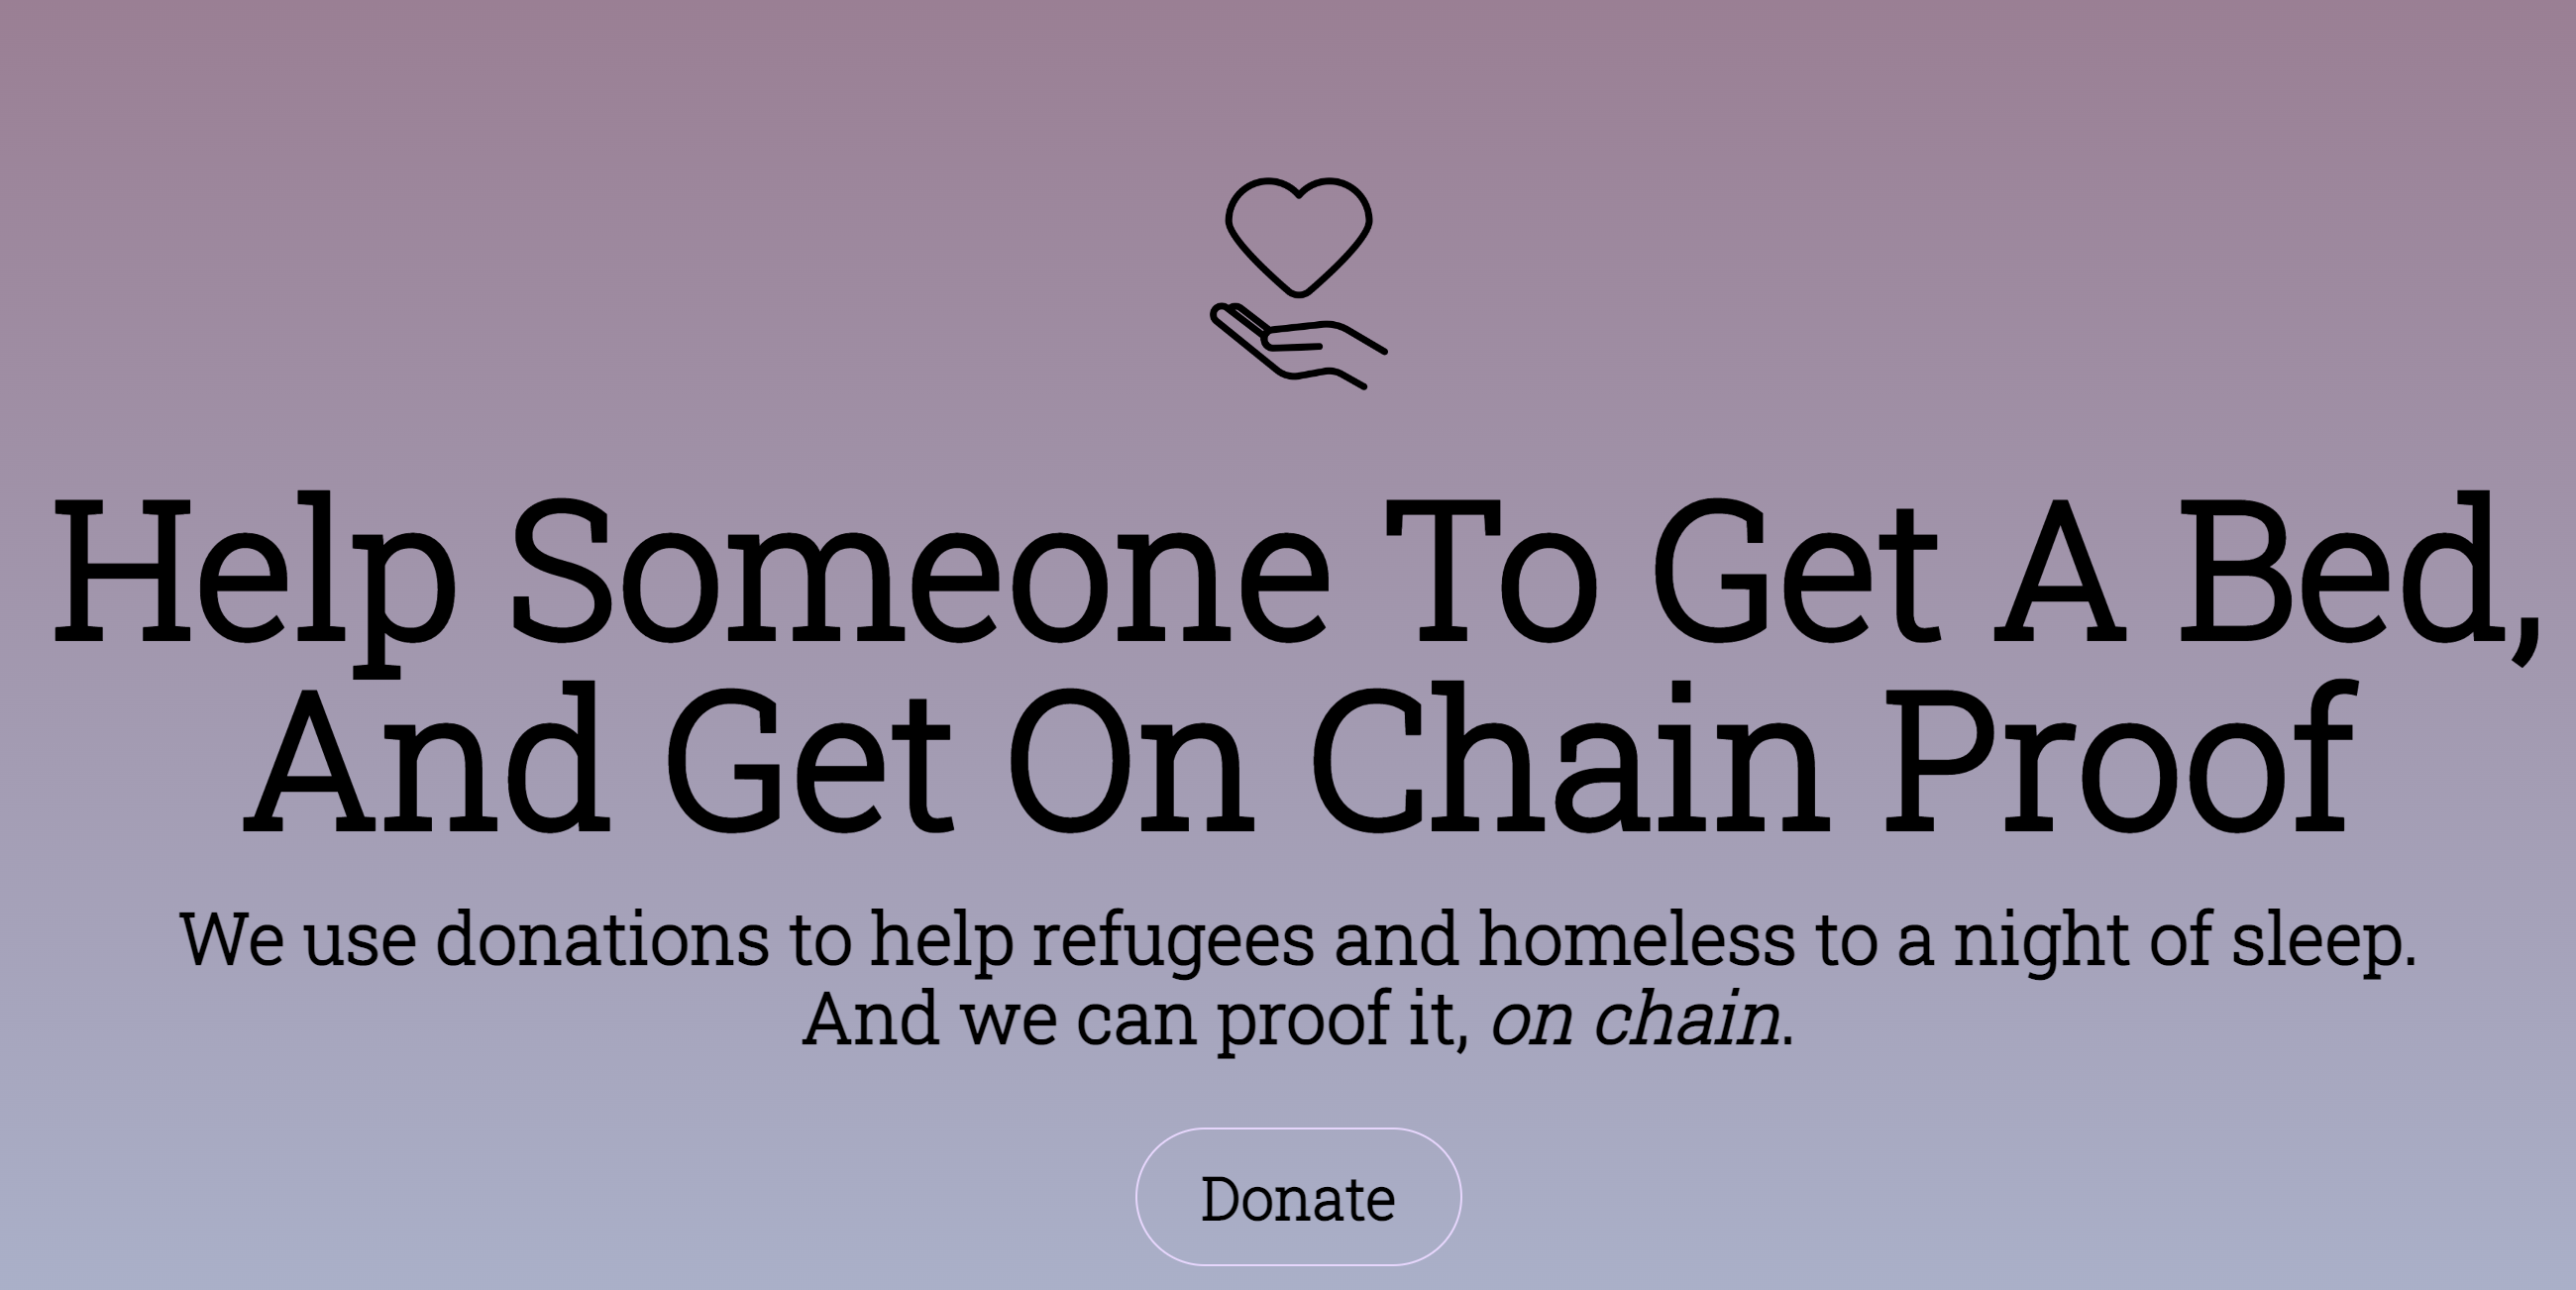 Help Someone To Get A Bed,
And Get On Chain Proof
We use donations to help refugees and homeless to a night of sleep.
And we can proof it, on chain.
Donate